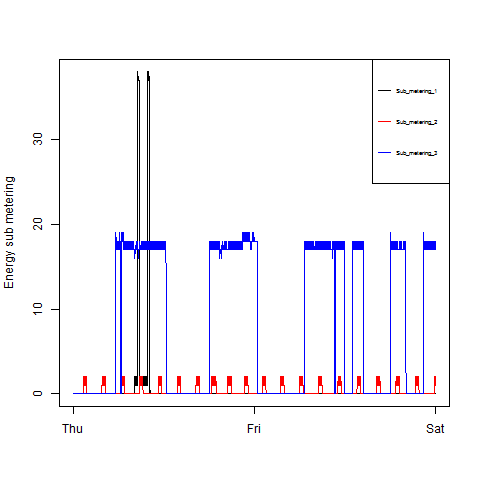 Energy sub metering
30
20
10
0
Thu
Fri
Sat
Sub_metering_1
Sub_metering_2
Sub_metering_3